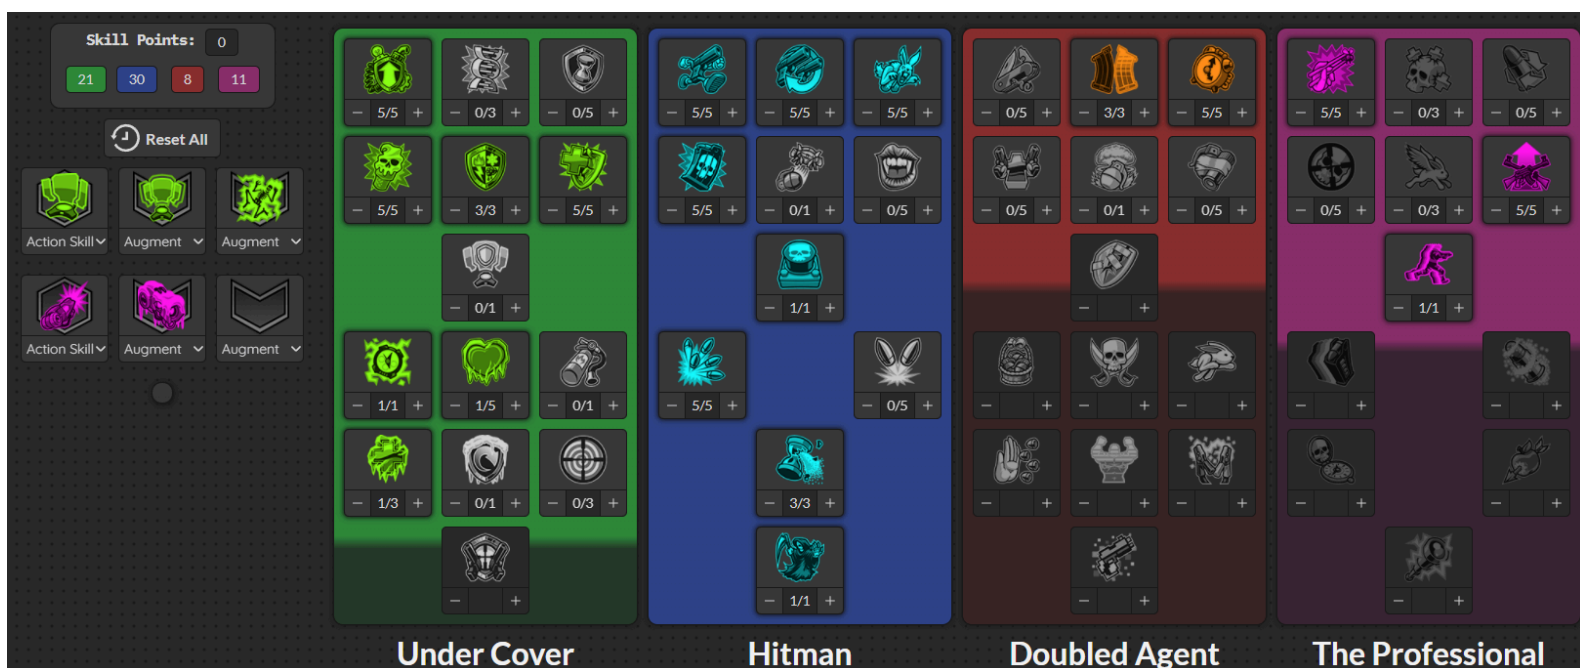 Skill Points: 0
21 30 8 11
Reset All
Action Skill Augment Augment
Action Skill Augment Augment
− 5/5 + − 0/3 + − 0/5 +
− 5/5 + − 3/3 + − 5/5 +
− 0/1 +
− 1/1 + − 1/5 + − 0/1 +
− 1/3 + − 0/1 + − 0/3 +
− +
Under Cover
− 5/5 + − 5/5 + − 5/5 +
− 5/5 + − 0/1 + − 0/5 +
− 1/1 +
− 5/5 + − 0/5 +
− 3/3 +
− 1/1 +
Hitman
− 0/5 + − 3/3 + − 5/5 +
− 0/5 + − 0/1 + − 0/5 +
− +
− + − + − +
− + − + − +
− +
Doubled Agent
− 5/5 + − 0/3 + − 0/5 +
− 0/5 + − 0/3 + − 5/5 +
− 1/1 +
− + − +
− + − +
− +
The Professional